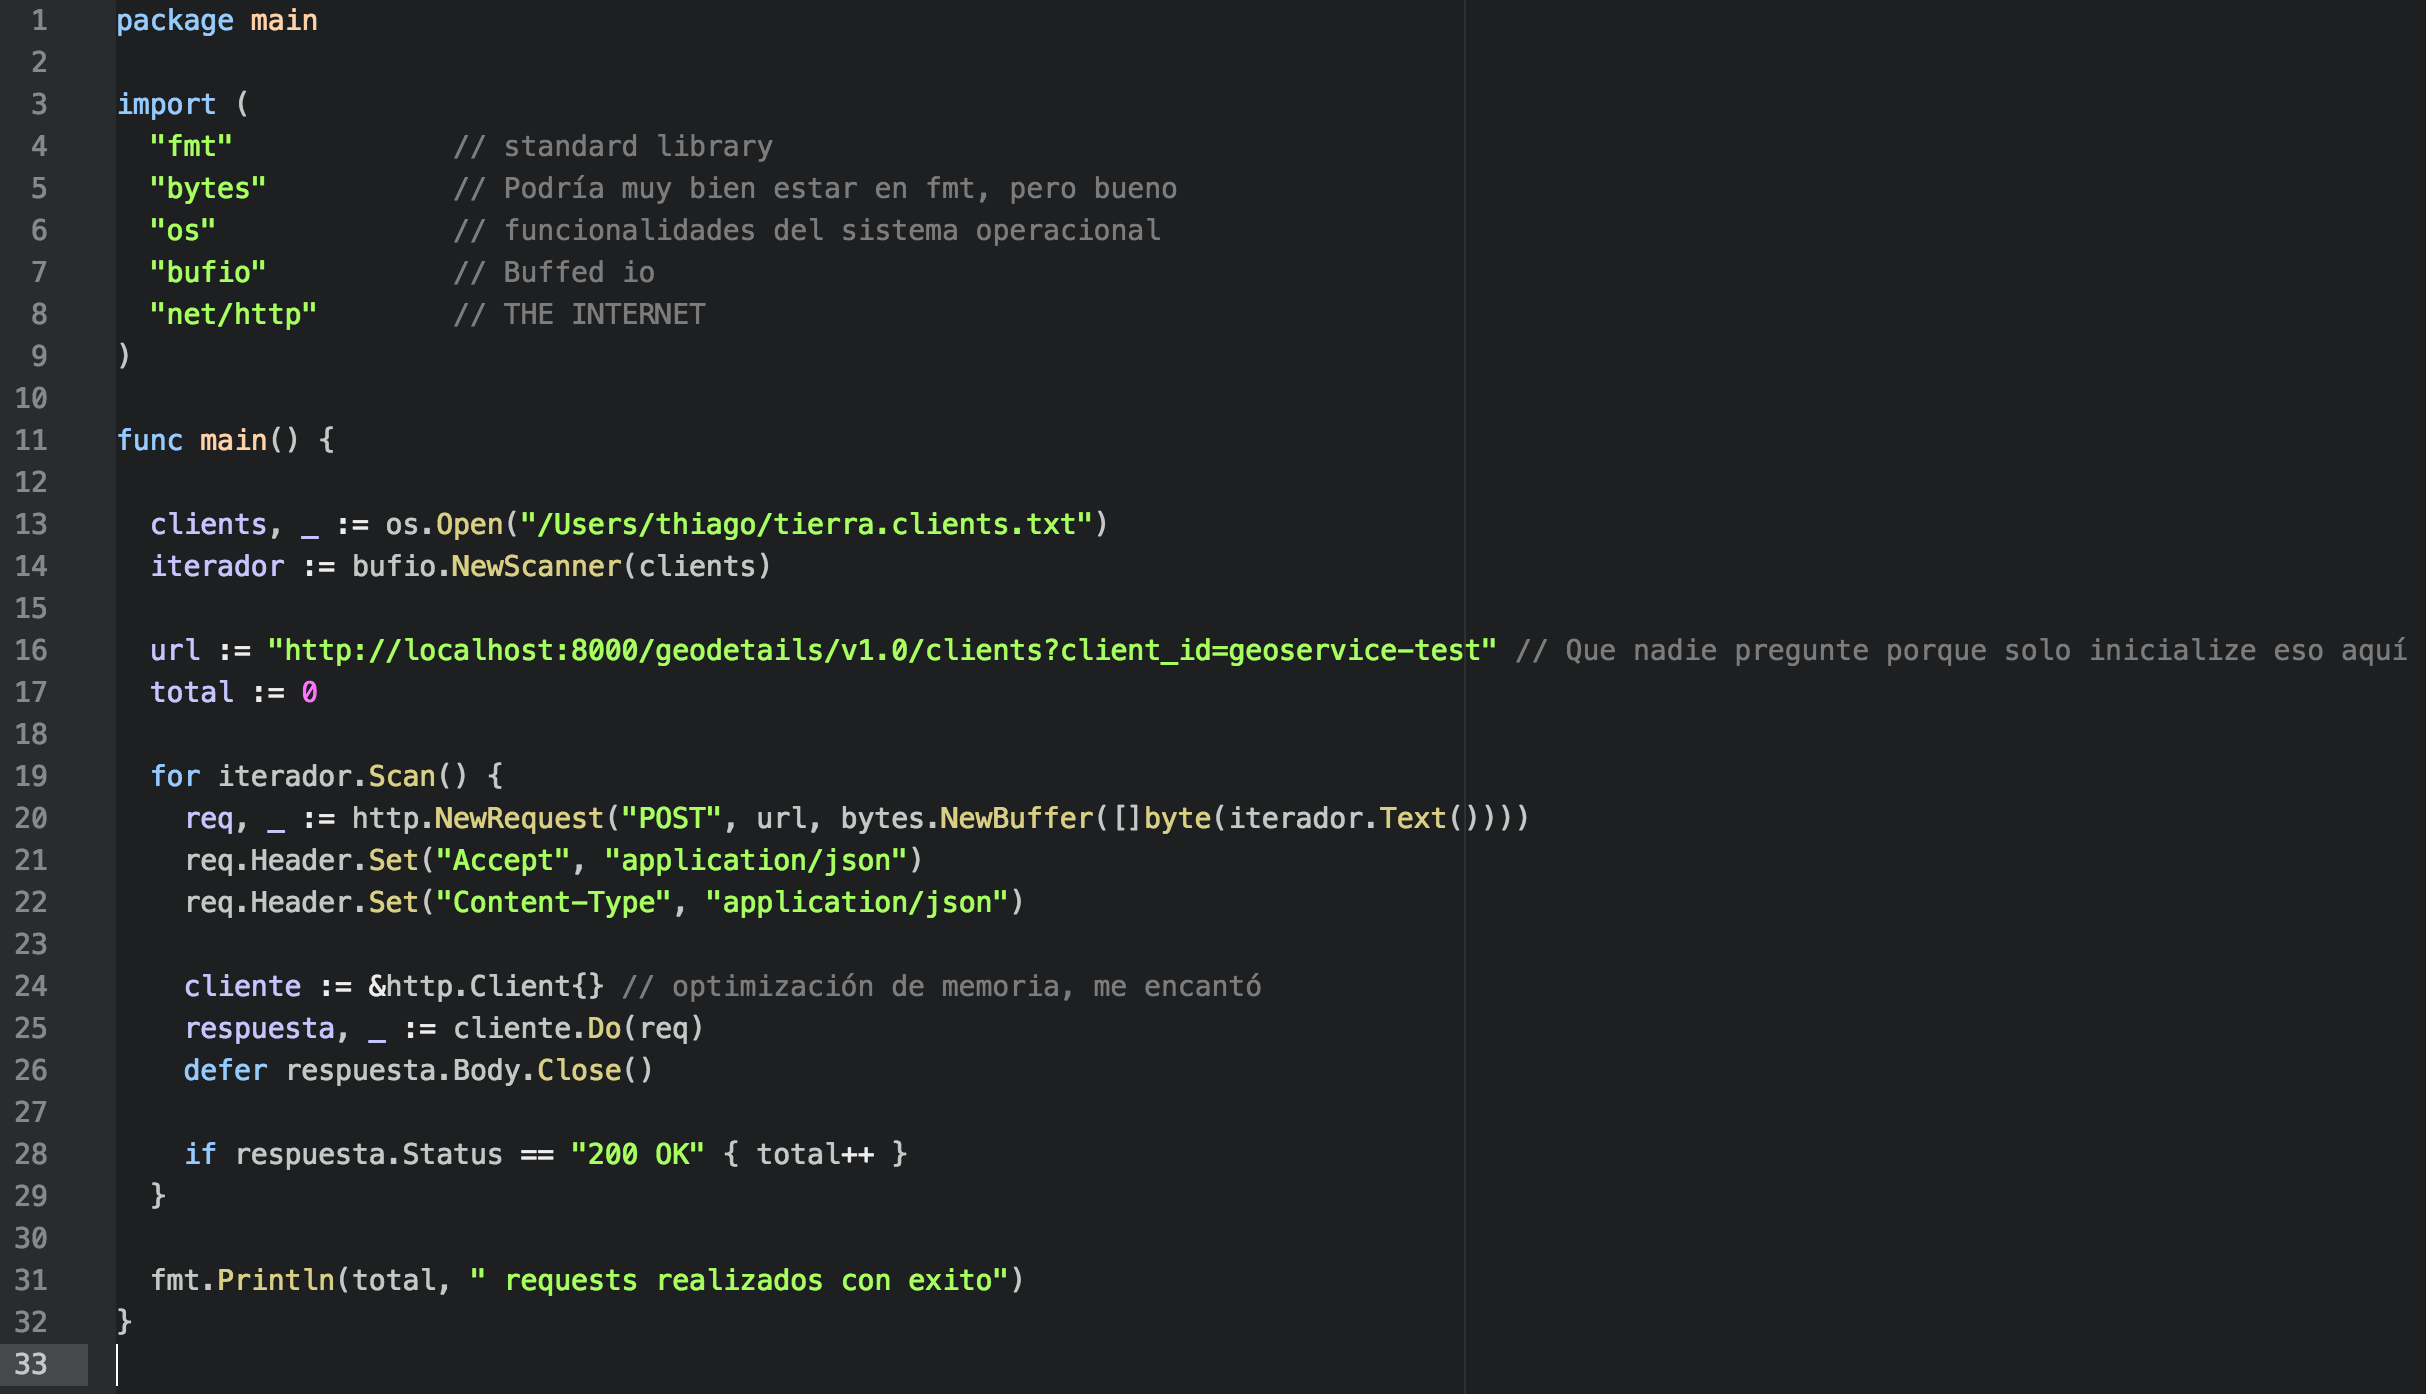 1 package main
2
3 import (
4 "fmt" // standard library
5 "bytes" // Podría muy bien estar en fmt, pero bueno
6 "os" // funcionalidades del sistema operacional
7 "bufio" // Buffed io
8 "net/http" // THE INTERNET
9 )
10
11 func main() {
12
13 clients, _ := os.Open("/Users/thiago/tierra.clients.txt")
14 iterador := bufio.NewScanner(clients)
15
16 url := "http://localhost:8000/geodetails/v1.0/clients?client_id=geoservice-test" // Que nadie pregunte porque solo inicialize eso aquí
17 total := 0
18
19 for iterador.Scan() {
20 req, _ := http.NewRequest("POST", url, bytes.NewBuffer([]byte(iterador.Text())))
21 req.Header.Set("Accept", "application/json")
22 req.Header.Set("Content-Type", "application/json")
23
24 cliente := &http.Client{} // optimización de memoria, me encantó
25 respuesta, _ := cliente.Do(req)
26 defer respuesta.Body.Close()
27
28 if respuesta.Status == "200 OK" { total++ }
29 }
30
31 fmt.Println(total, " requests realizados con exito")
32 }
33